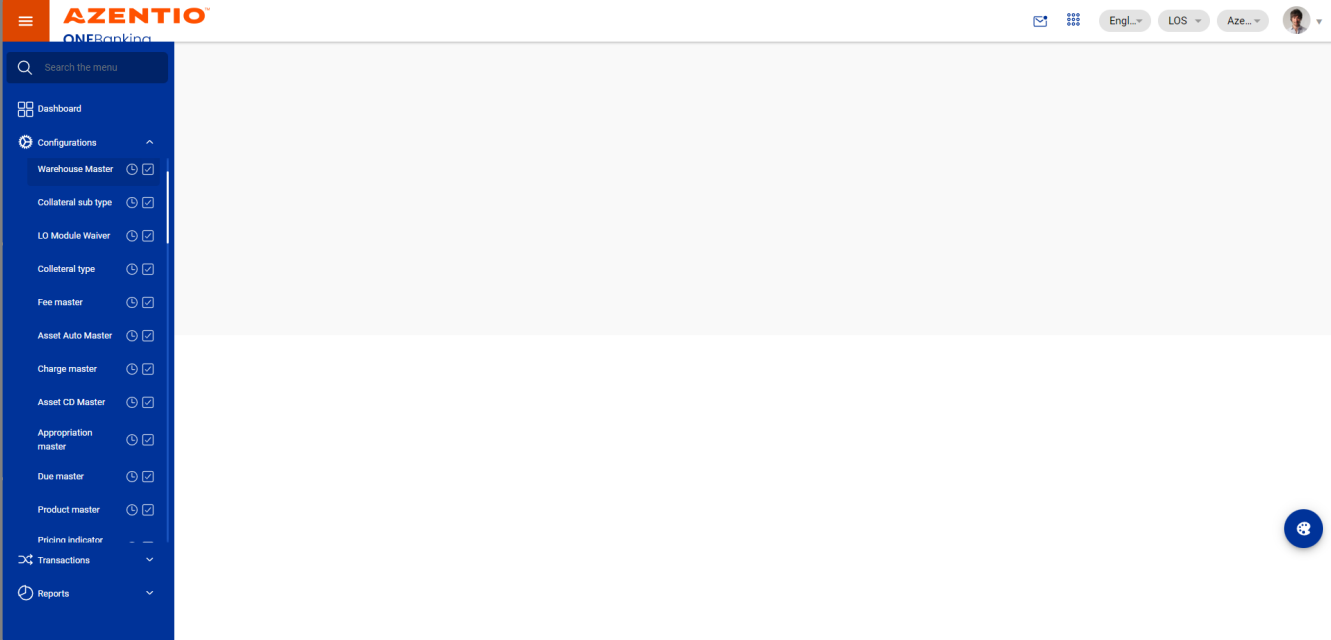 AZENTIO
ONEBanking
Engl...
LOS
Aze...
Search the menu
Dashboard
Configurations
Warehouse Master
Collateral sub type
LO Module Waiver
Colleteral type
Fee master
Asset Auto Master
Charge master
Asset CD Master
Appropriation
master
Due master
Product master
Pricing indicator
Transactions
Reports